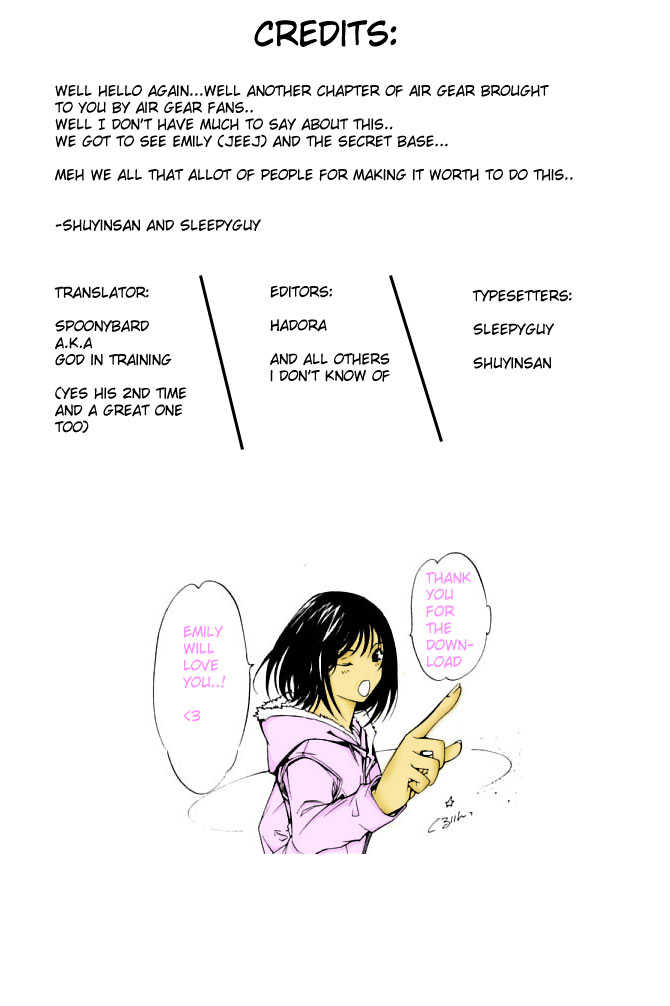 CREDITS:
WELL HELLO AGAIN...WELL ANOTHER CHAPTER OF AIR GEAR BROUGHT
TO YOU BY AIR GEAR FANS..
WELL I DON'T HAVE MUCH TO SAY ABOUT THIS..
WE GOT TO SEE EMILY (JEEJ) AND THE SECRET BASE...
MEH WE ALL THAT ALLOT OF PEOPLE FOR MAKING IT WORTH TO DO THIS..
-SHUYINSAN AND SLEEPYGUY
TRANSLATOR:
SPOONYBARD
A.K.A
GOD IN TRAINING
(YES HIS 2ND TIME
AND A GREAT ONE
TOO)
EDITORS:
HADORA
AND ALL OTHERS
I DON'T KNOW OF
TYPESETTERS:
SLEEPYGUY
SHUYINSAN
THANK
YOU
FOR
THE
DOWN-
LOAD
EMILY
WILL
LOVE
YOU..!
<3